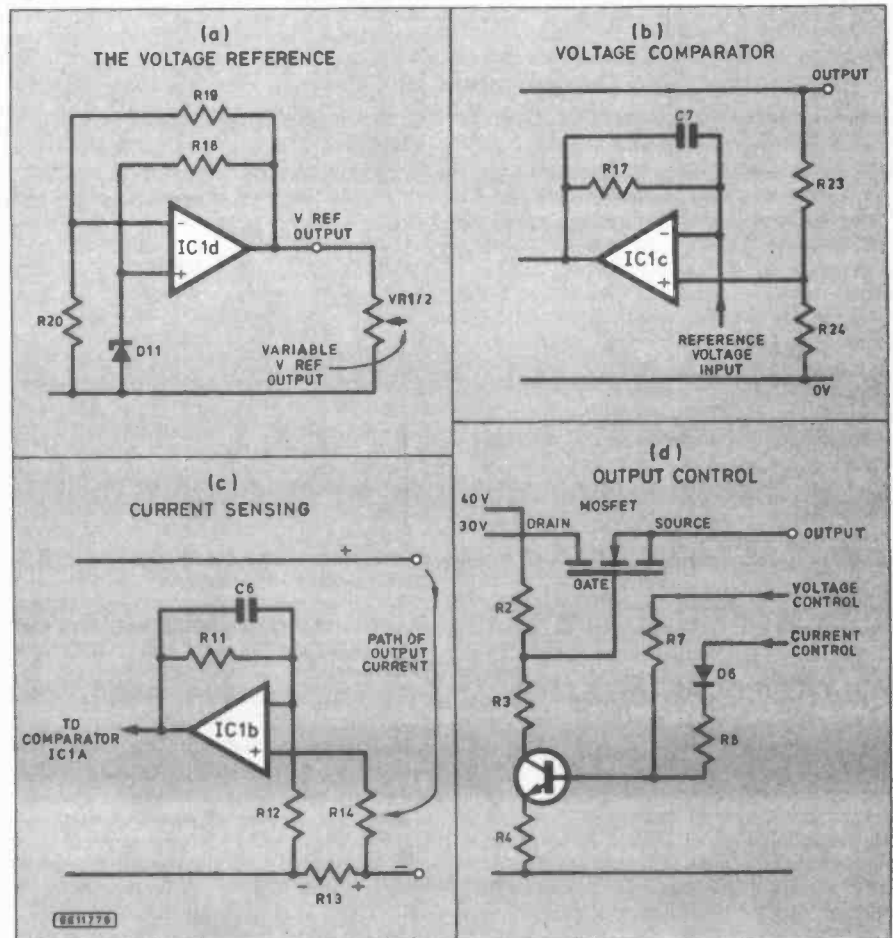 (a)
THE VOLTAGE REFERENCE
R19
R18
-
IC1d
+
V REF
OUTPUT
R20
D11
VR1/2
VARIABLE
V REF
OUTPUT
(b)
VOLTAGE COMPARATOR
OUTPUT
C7
R17
R23
-
IC1c
+
R24
REFERENCE
VOLTAGE
INPUT
0V
(c)
CURRENT SENSING
+
C6
R11
PATH OF
OUTPUT
CURRENT
TO
COMPARATOR
IC1A
IC1b
+
R12
R14
- R13 +
-
(d)
OUTPUT CONTROL
MOSFET
40V
30V
DRAIN
SOURCE
OUTPUT
GATE
VOLTAGE
CONTROL
R2
R7
CURRENT
CONTROL
D6
R3
R8
R4